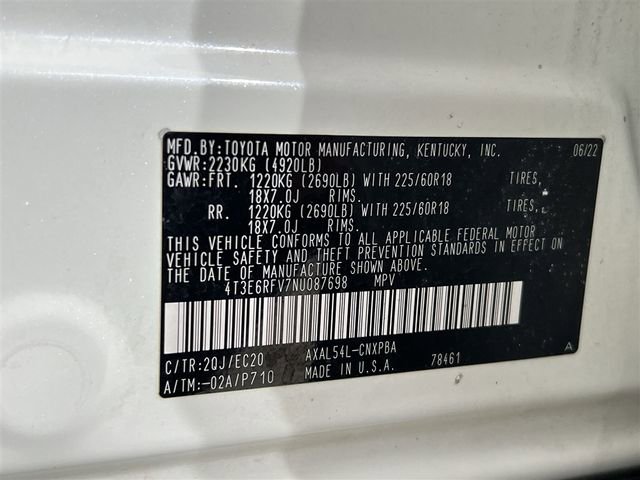 MFD.BY:TOYOTA MOTOR MANUFACTURING, KENTUCKY, INC. 06/22
GVWR:2230KG (4920LB)
GAWR:FRT. 1220KG (2690LB) WITH 225/60R18 TIRES,
18X7.0J RIMS.
RR. 1220KG (2690LB) WITH 225/60R18 TIRES,
18X7.0J RIMS.
THIS VEHICLE CONFORMS TO ALL APPLICABLE FEDERAL MOTOR
VEHICLE SAFETY AND THEFT PREVENTION STANDARDS IN EFFECT ON
THE DATE OF MANUFACTURE SHOWN ABOVE.
4T3E6RFV7NU087698 MPV
C/TR:2QJ/EC20 AXAL54L-CNXPBA
A/TM:-02A/P710 MADE IN U.S.A. 78461 A